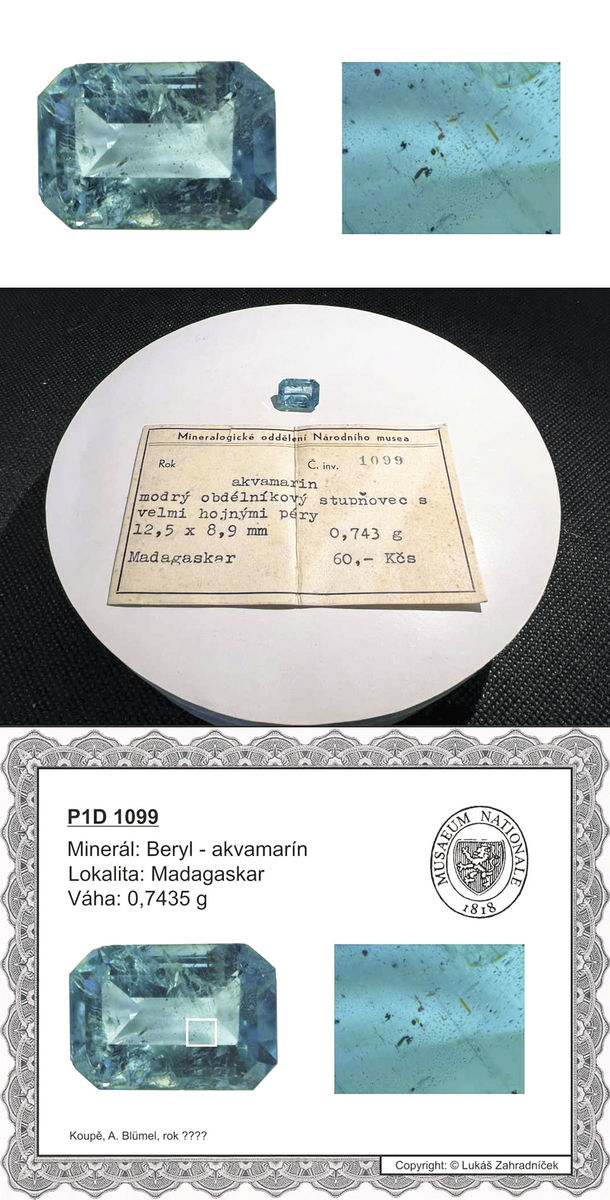 Mineralogické oddělení Národního musea
Rok Č. inv. 1099
akvamarin
modrý obdélníkový stupňovec s
velmi hojnými péry
12,5 x 8,9 mm 0,743 g
Madagaskar 60,- Kčs
P1D 1099
Minerál: Beryl - akvamarín
Lokalita: Madagaskar
Váha: 0,7435 g
MUSAEUM NATIONALE
1818
Koupě, A. Blümel, rok ????
Copyright: © Lukáš Zahradníček